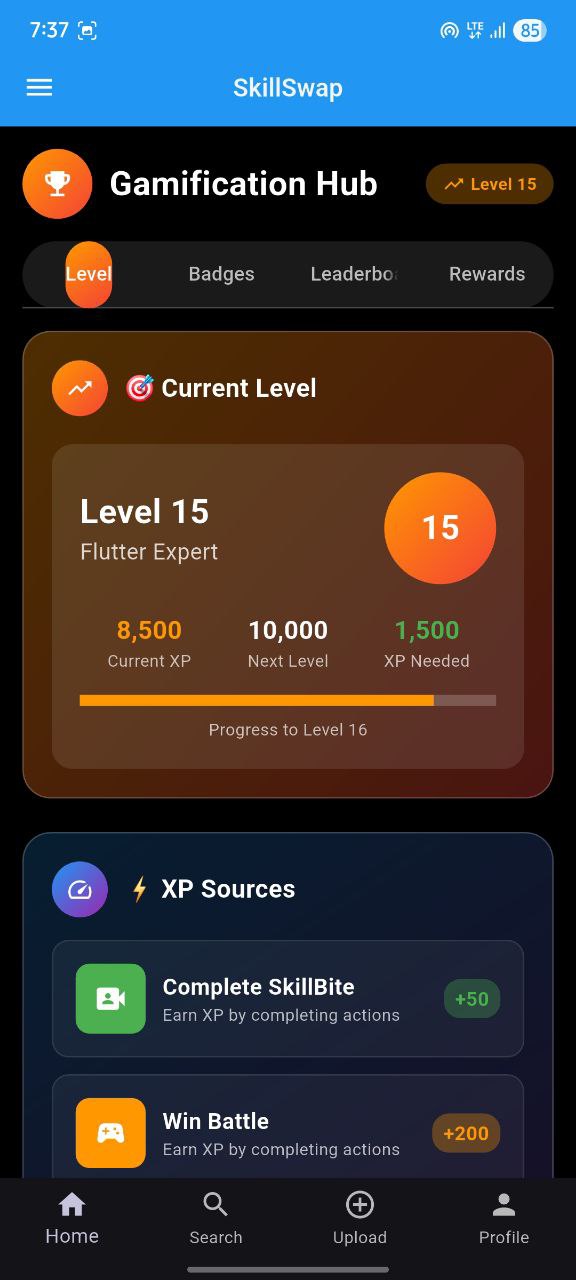 7:37
LTE
85
SkillSwap
Gamification Hub
Level 15
Level
Badges
Leaderbo
Rewards
🎯 Current Level
Level 15
Flutter Expert
15
8,500
10,000
1,500
Current XP
Next Level
XP Needed
Progress to Level 16
⚡ XP Sources
Complete SkillBite
Earn XP by completing actions
+50
Win Battle
Earn XP by completing actions
+200
Home
Search
Upload
Profile